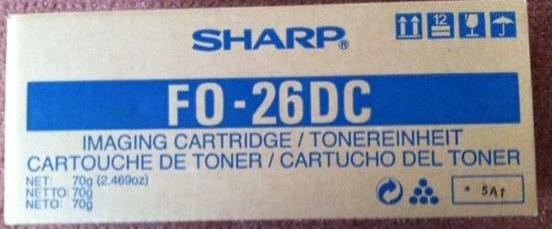 SHARP®
12
FO-26DC
IMAGING CARTRIDGE / TONEREINHEIT
CARTOUCHE DE TONER / CARTUCHO DEL TONER
NET: 70g (2.469oz)
NETTO: 70g
NETO: 70g
* 5A1